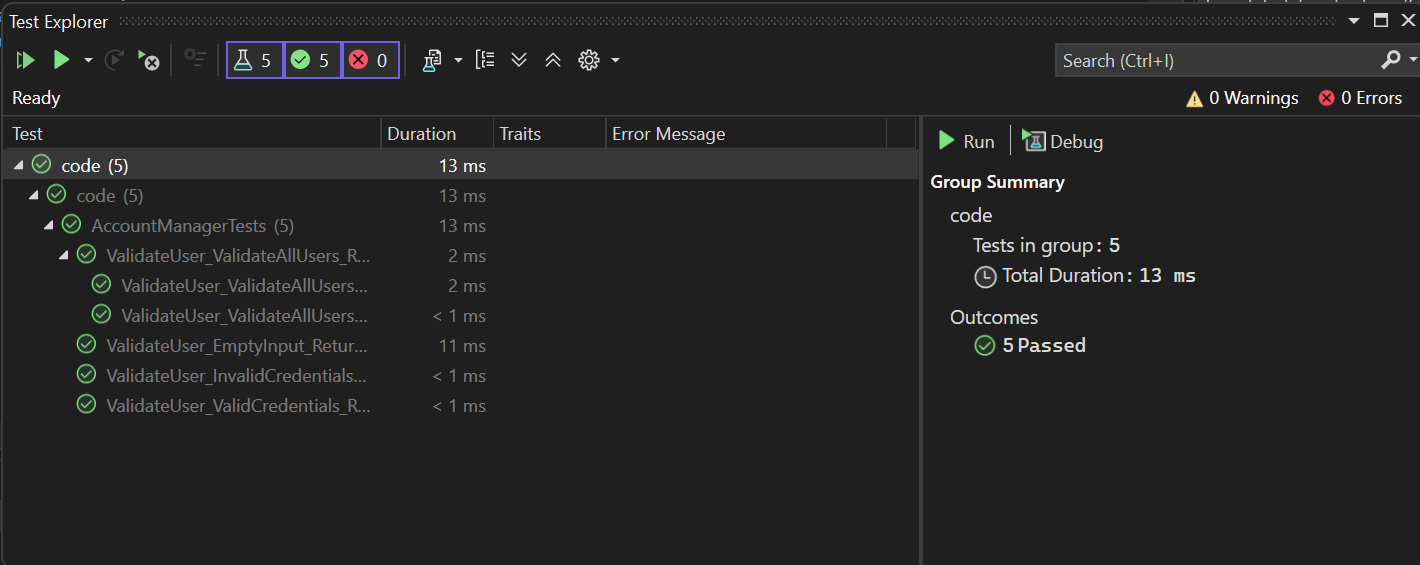 Test Explorer
5 5 0
Search (Ctrl+I)
Ready
0 Warnings 0 Errors
Test Duration Traits Error Message
code (5) 13 ms
code (5) 13 ms
AccountManagerTests (5) 13 ms
ValidateUser_ValidateAllUsers_R... 2 ms
ValidateUser_ValidateAllUsers... 2 ms
ValidateUser_ValidateAllUsers... < 1 ms
ValidateUser_EmptyInput_Retur... 11 ms
ValidateUser_InvalidCredentials... < 1 ms
ValidateUser_ValidCredentials_R... < 1 ms
Run Debug
Group Summary
code
Tests in group: 5
Total Duration: 13 ms
Outcomes
5 Passed